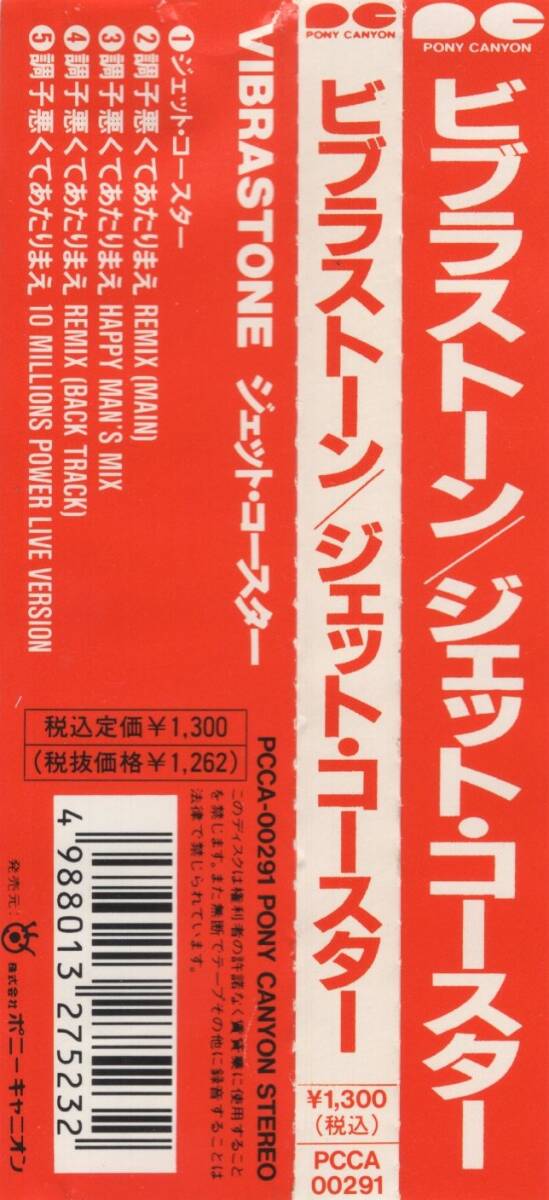 PONY CANYON
ビブラストーン/ジェット・コースター
PONY CANYON
ビブラストーン/ジェット・コースター
¥1,300
(税込)
PCCA
00291
VIBRASTONE ジェット・コースター
①ジェット・コースター
②調子悪くてあたりまえ REMIX (MAIN)
③調子悪くてあたりまえ HAPPY MAN'S MIX
④調子悪くてあたりまえ REMIX (BACK TRACK)
⑤調子悪くてあたりまえ 10 MILLIONS POWER LIVE VERSION
税込定価¥1,300
(税抜価格¥1,262)
PCCA-00291 PONY CANYON STEREO
このディスクは権利者の許諾なく賃貸業に使用すること
を禁じます。また無断でテープその他に録音することは
法律で禁じられています。
4 988013 275232
発売元:
株式会社 ポニーキャニオン